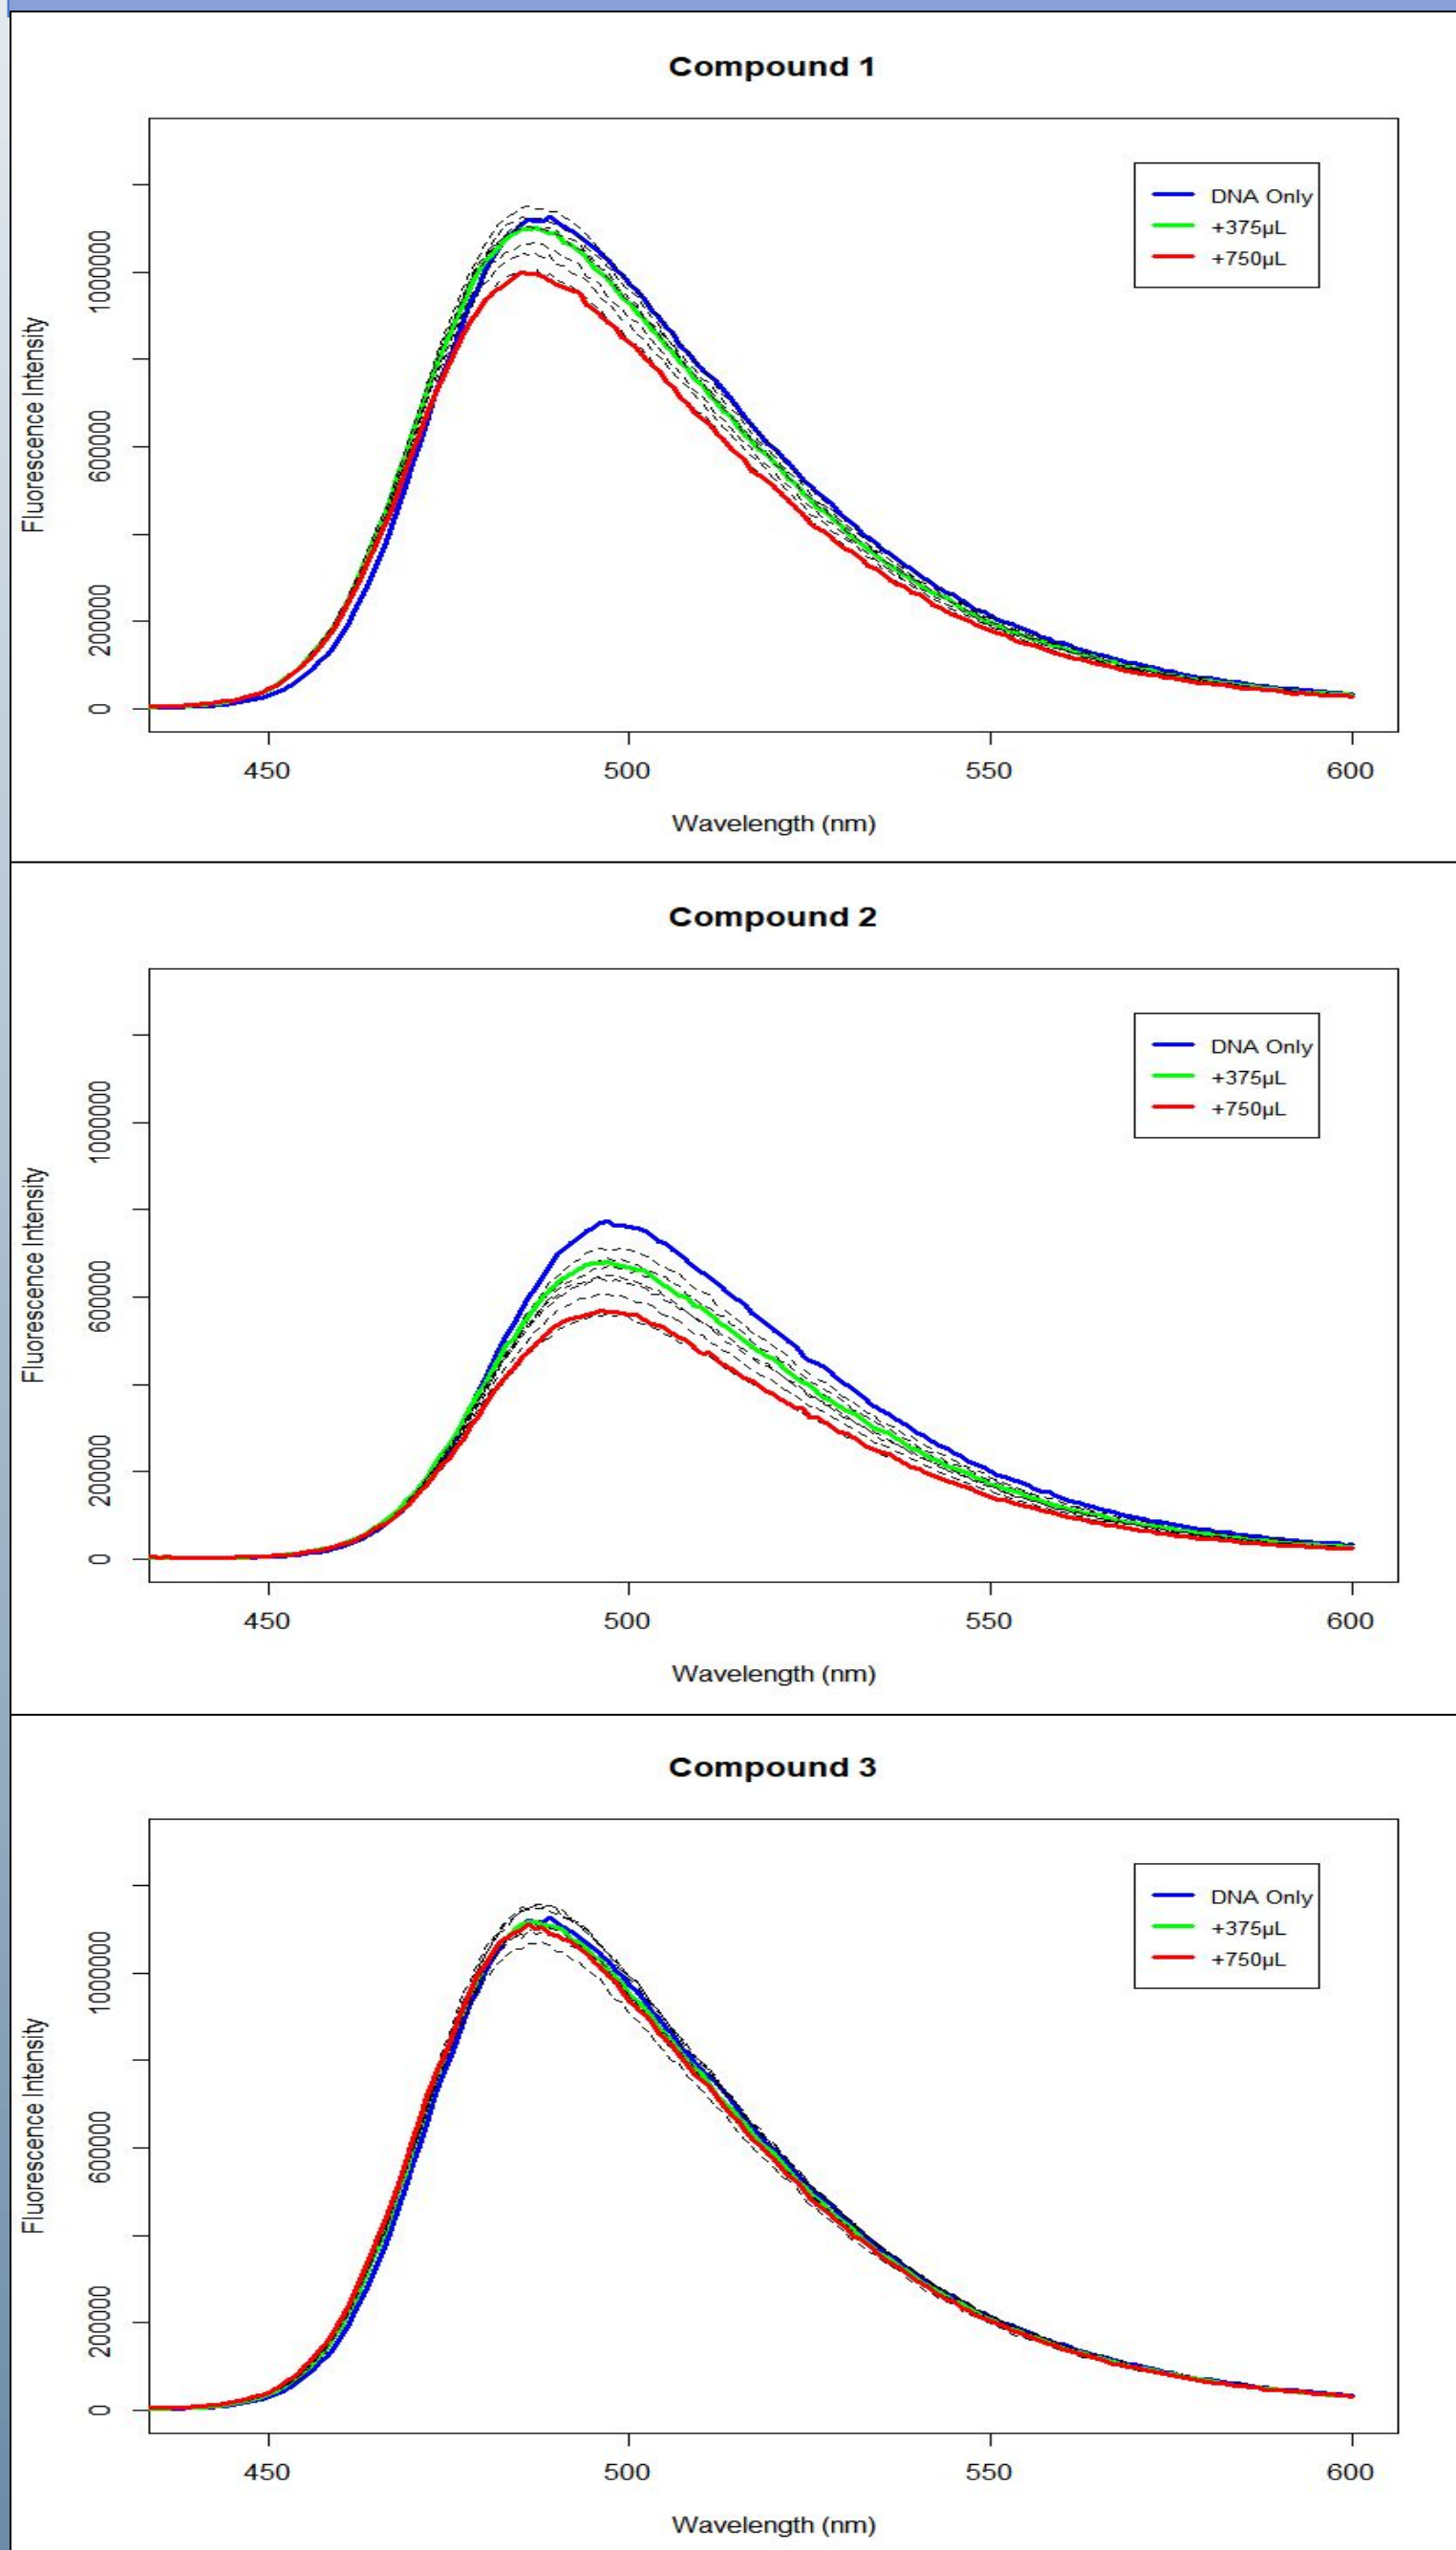 Compound 1
DNA Only
+375µL
+750µL
Fluorescence Intensity
1000000
600000
200000
0
450 500 550 600
Wavelength (nm)
Compound 2
DNA Only
+375µL
+750µL
Fluorescence Intensity
1000000
600000
200000
0
450 500 550 600
Wavelength (nm)
Compound 3
DNA Only
+375µL
+750µL
Fluorescence Intensity
1000000
600000
200000
0
450 500 550 600
Wavelength (nm)